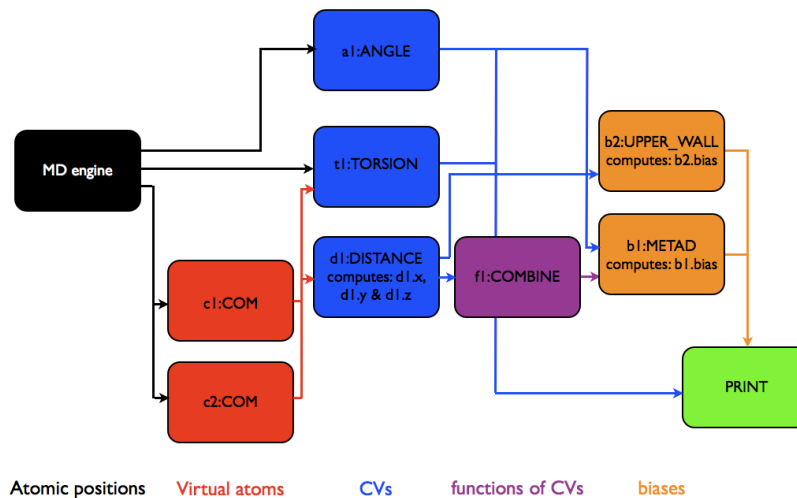 a1:ANGLE
MD engine
t1:TORSION
b2:UPPER_WALL
computes: b2.bias
d1:DISTANCE
computes: d1.x,
d1.y & d1.z
f1:COMBINE
b1:METAD
computes: b1.bias
c1:COM
c2:COM
PRINT
Atomic positions
Virtual atoms
CVs
functions of CVs
biases